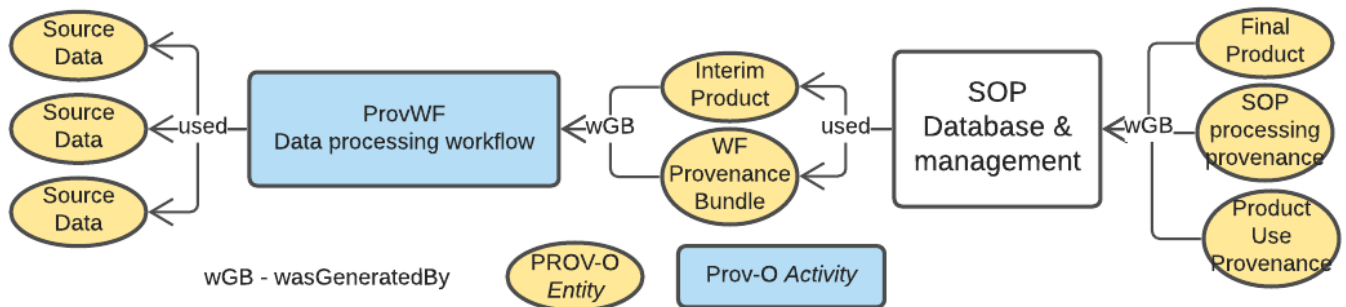 Source
Data
Source
Data
Source
Data
used
ProvWF
Data processing workflow
wGB
Interim
Product
WF
Provenance
Bundle
used
SOP
Database &
management
wGB
Final
Product
SOP
processing
provenance
Product
Use
Provenance
wGB - wasGeneratedBy
PROV-O
Entity
Prov-O Activity